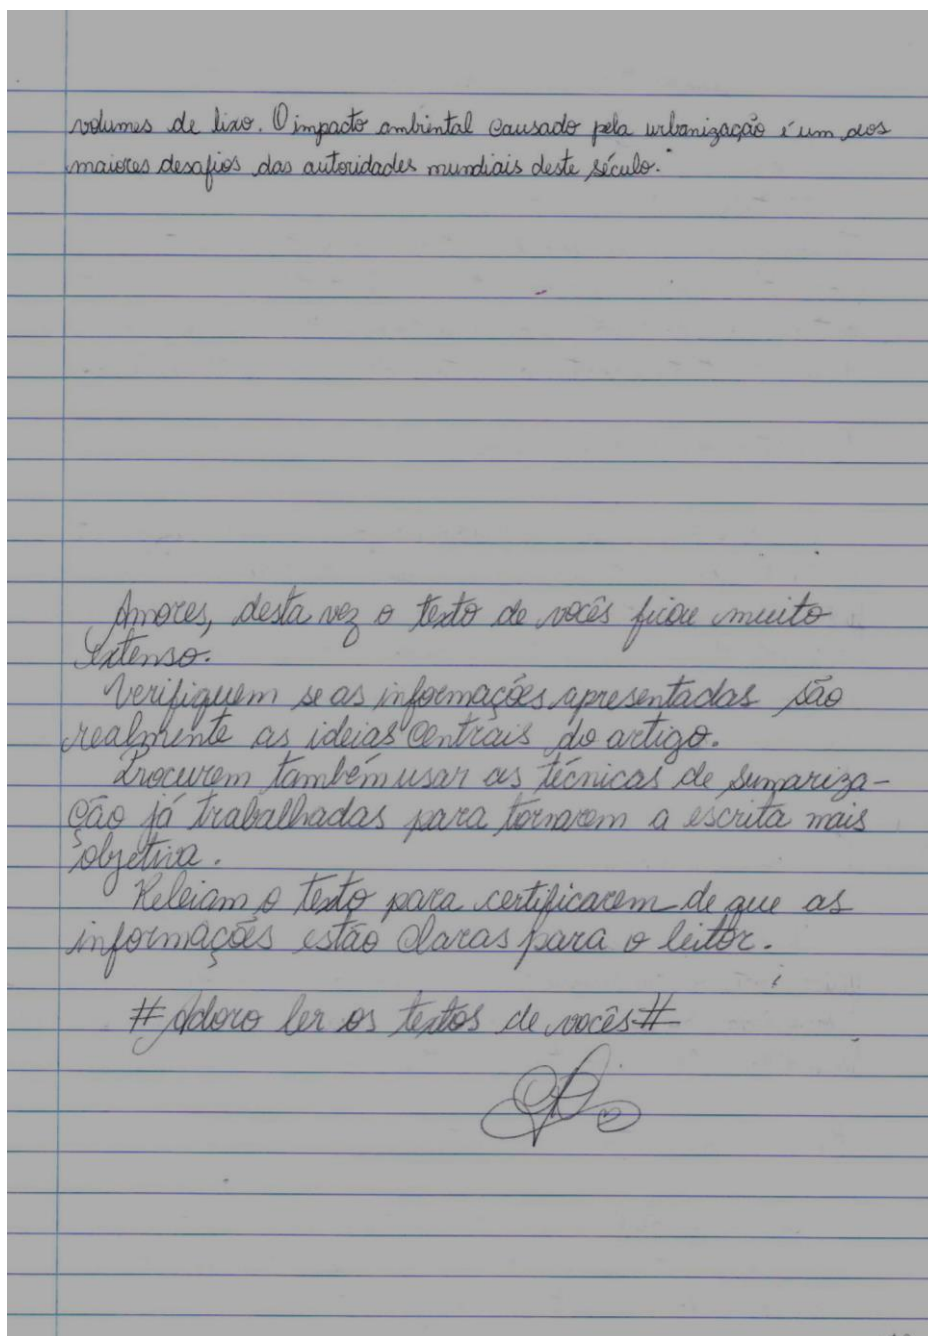 volumes de lixo. O impacto ambiental causado pela urbanização é um dos
maiores desafios das autoridades mundiais deste século."
Amores, desta vez o texto de vocês ficou muito
extenso.
Verifiquem se as informações apresentadas são
realmente as ideias centrais do artigo.
Procurem também usar as técnicas de sumariza-
ção já trabalhadas para tornarem a escrita mais
objetiva.
Releiam o texto para certificarem de que as
informações estão claras para o leitor.
# Adoro ler os textos de vocês #